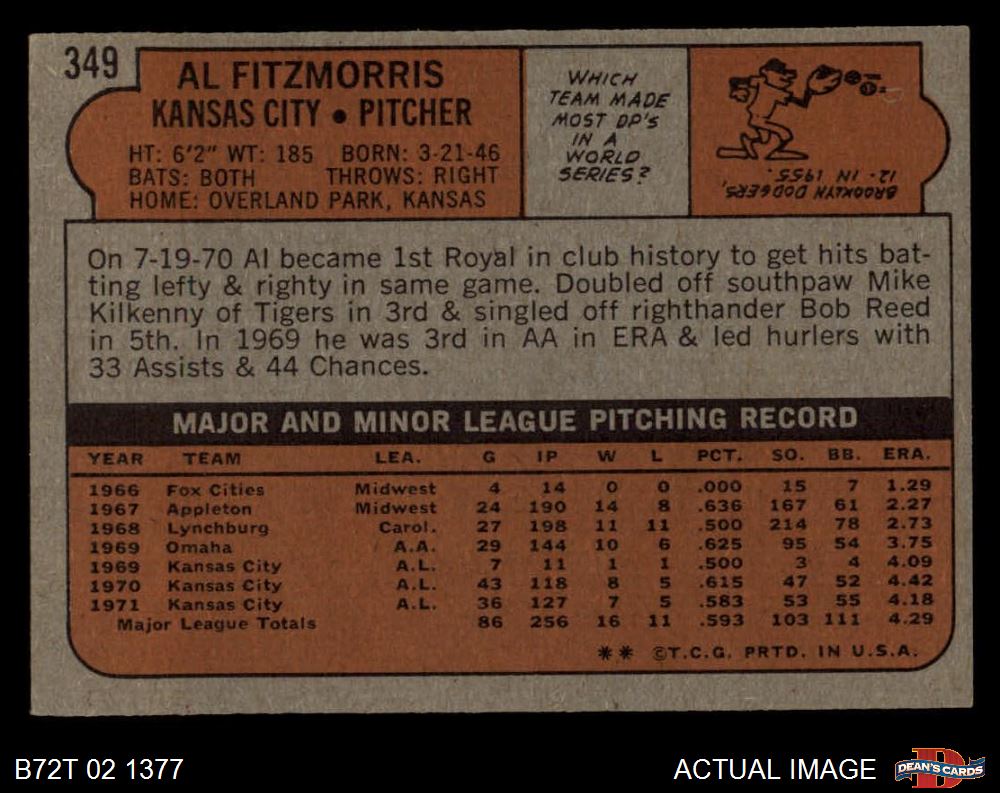 349
AL FITZMORRIS
KANSAS CITY • PITCHER
HT: 6'2" WT: 185 BORN: 3-21-46
BATS: BOTH THROWS: RIGHT
HOME: OVERLAND PARK, KANSAS
WHICH
TEAM MADE
MOST DP'S
IN A
WORLD
SERIES?
BROOKLYN DODGERS,
12 - IN 1955.
On 7-19-70 Al became 1st Royal in club history to get hits bat-
ting lefty & righty in same game. Doubled off southpaw Mike
Kilkenny of Tigers in 3rd & singled off righthander Bob Reed
in 5th. In 1969 he was 3rd in AA in ERA & led hurlers with
33 Assists & 44 Chances.
MAJOR AND MINOR LEAGUE PITCHING RECORD
YEAR TEAM LEA. G IP W L PCT. SO. BB. ERA.
1966 Fox Cities Midwest 4 14 0 0 .000 15 7 1.29
1967 Appleton Midwest 24 190 14 8 .636 167 61 2.27
1968 Lynchburg Carol. 27 198 11 11 .500 214 78 2.73
1969 Omaha A.A. 29 144 10 6 .625 95 54 3.75
1969 Kansas City A.L. 7 11 1 1 .500 3 4 4.09
1970 Kansas City A.L. 43 118 8 5 .615 47 52 4.42
1971 Kansas City A.L. 36 127 7 5 .583 53 55 4.18
Major League Totals 86 256 16 11 .593 103 111 4.29
** ©T.C.G. PRTD. IN U.S.A.
B72T 02 1377
ACTUAL IMAGE
DEAN'S CARDS